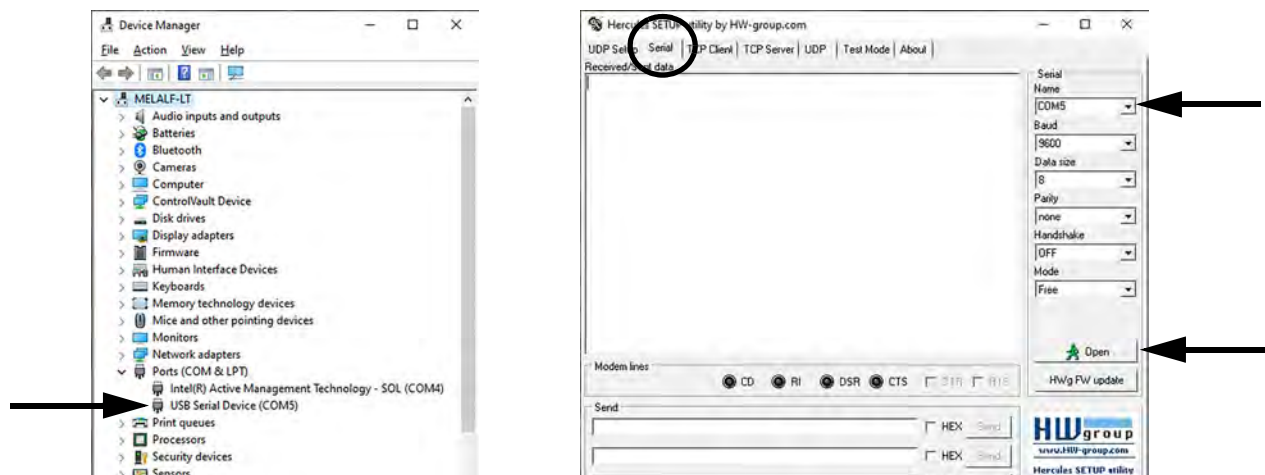 Device Manager
File Action View Help
MELALF-LT
Audio inputs and outputs
Batteries
Bluetooth
Cameras
Computer
ControlVault Device
Disk drives
Display adapters
Firmware
Human Interface Devices
Keyboards
Memory technology devices
Mice and other pointing devices
Monitors
Network adapters
Ports (COM & LPT)
Intel(R) Active Management Technology - SOL (COM4)
USB Serial Device (COM5)
Print queues
Processors
Security devices
Sensors
Hercules SETUP utility by HW-group.com
UDP Setup Serial TCP Client TCP Server UDP Test Mode About
Received/Sent data
Serial
Name
COM5
Baud
9600
Data size
8
Parity
none
Handshake
OFF
Mode
Free
Open
HWg FW update
Modem lines
CD RI DSR CTS DTR RTS
Send
HEX Send
HEX Send
HWgroup
www.HW-group.com
Hercules SETUP utility